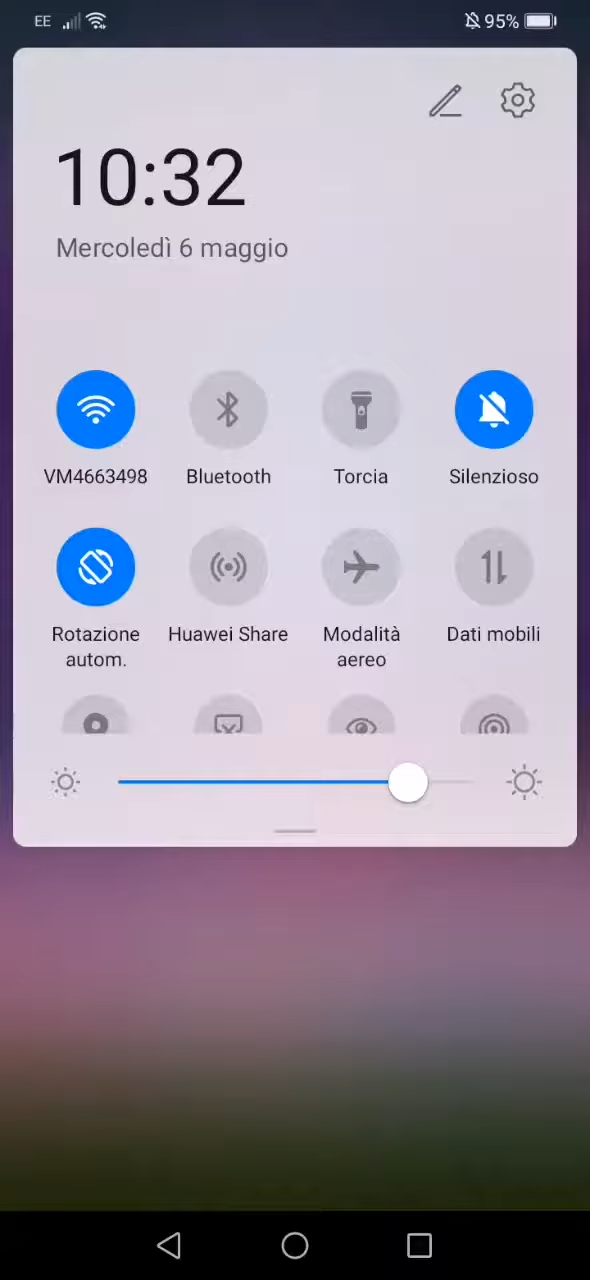 EE 95%
10:32
Mercoledì 6 maggio
VM4663498 Bluetooth Torcia Silenzioso
Rotazione autom. Huawei Share Modalità aereo Dati mobili